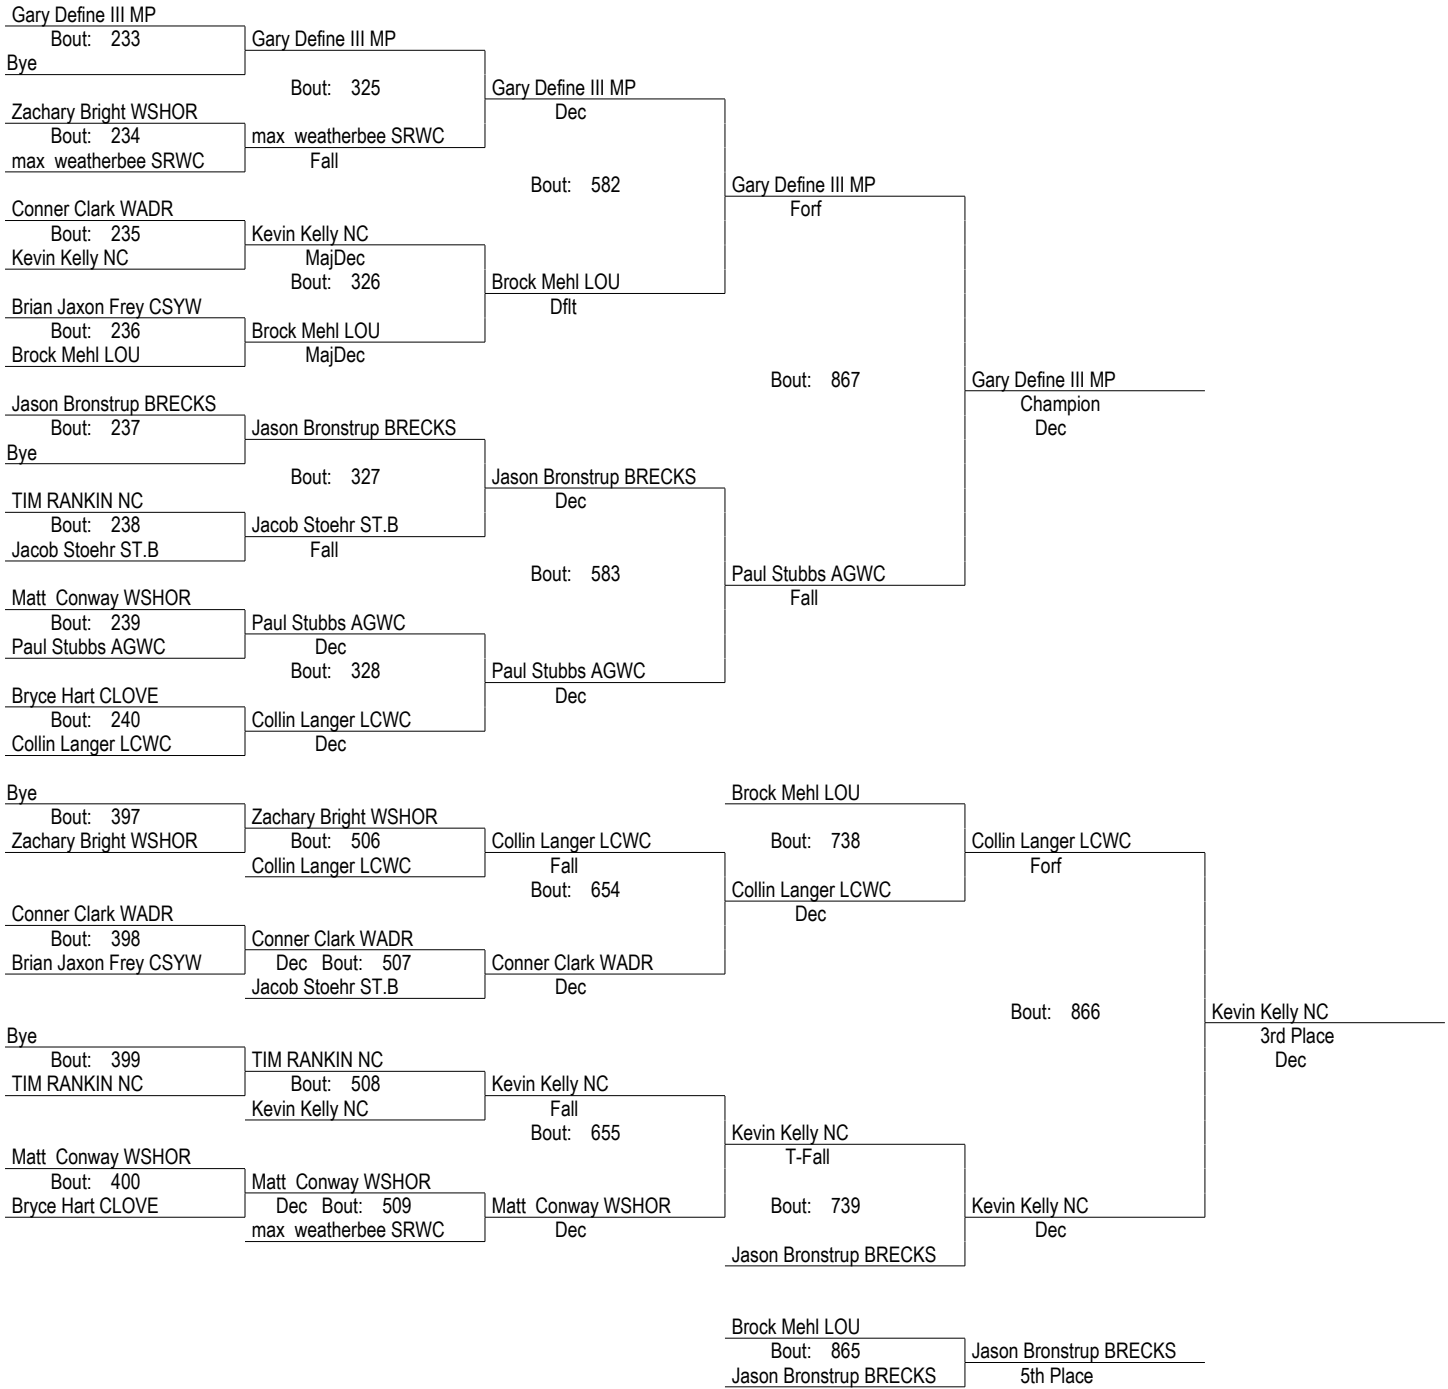 Gary Define III MP
Bout: 233
Bye
Gary Define III MP
Bout: 325
Zachary Bright WSHOR
Bout: 234
max weatherbee SRWC
max weatherbee SRWC
Fall
Gary Define III MP
Dec
Bout: 582
Conner Clark WADR
Bout: 235
Kevin Kelly NC
Kevin Kelly NC
MajDec
Bout: 326
Brian Jaxon Frey CSYW
Bout: 236
Brock Mehl LOU
Brock Mehl LOU
MajDec
Brock Mehl LOU
Dflt
Gary Define III MP
Forf
Bout: 867
Jason Bronstrup BRECKS
Bout: 237
Bye
Jason Bronstrup BRECKS
Bout: 327
TIM RANKIN NC
Bout: 238
Jacob Stoehr ST.B
Jacob Stoehr ST.B
Fall
Jason Bronstrup BRECKS
Dec
Bout: 583
Matt Conway WSHOR
Bout: 239
Paul Stubbs AGWC
Paul Stubbs AGWC
Dec
Bout: 328
Bryce Hart CLOVE
Bout: 240
Collin Langer LCWC
Collin Langer LCWC
Dec
Paul Stubbs AGWC
Dec
Paul Stubbs AGWC
Fall
Gary Define III MP
Champion
Dec
Bye
Bout: 397
Zachary Bright WSHOR
Zachary Bright WSHOR
Bout: 506
Collin Langer LCWC
Collin Langer LCWC
Fall
Bout: 654
Conner Clark WADR
Bout: 398
Brian Jaxon Frey CSYW
Conner Clark WADR
Dec Bout: 507
Jacob Stoehr ST.B
Conner Clark WADR
Dec
Brock Mehl LOU
Bout: 738
Collin Langer LCWC
Dec
Collin Langer LCWC
Forf
Bout: 866
Bye
Bout: 399
TIM RANKIN NC
TIM RANKIN NC
Bout: 508
Kevin Kelly NC
Kevin Kelly NC
Fall
Bout: 655
Matt Conway WSHOR
Bout: 400
Bryce Hart CLOVE
Matt Conway WSHOR
Dec Bout: 509
max weatherbee SRWC
Matt Conway WSHOR
Dec
Kevin Kelly NC
T-Fall
Bout: 739
Jason Bronstrup BRECKS
Kevin Kelly NC
Dec
Kevin Kelly NC
3rd Place
Dec
Brock Mehl LOU
Bout: 865
Jason Bronstrup BRECKS
Jason Bronstrup BRECKS
5th Place